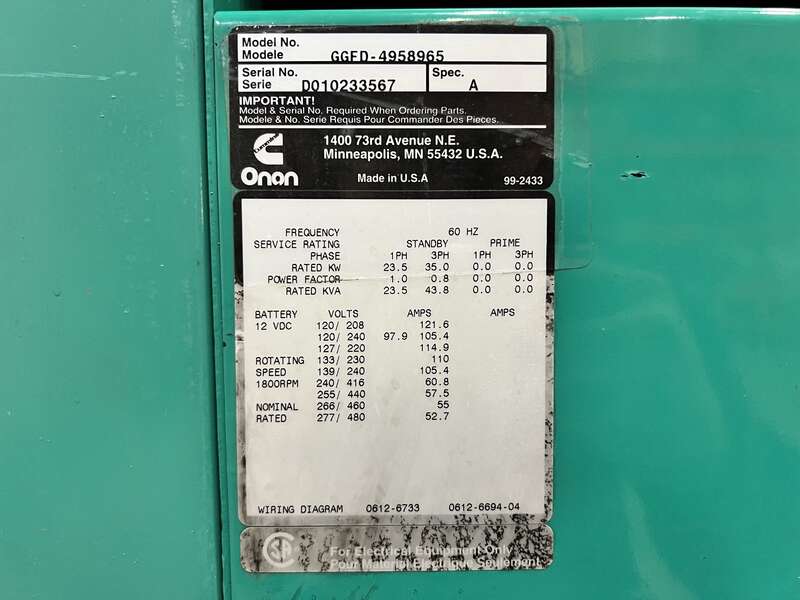 Model No.
Modele GGFD-4958965
Serial No. Spec.
Serie D010233567 A
IMPORTANT!
Model & Serial No. Required When Ordering Parts.
Modele & No. Serie Requis Pour Commander Des Pieces.
Cummins
1400 73rd Avenue N.E.
Minneapolis, MN 55432 U.S.A.
Onan Made in U.S.A 99-2433
FREQUENCY 60 HZ
SERVICE RATING STANDBY PRIME
PHASE 1PH 3PH 1PH 3PH
RATED KW 23.5 35.0 0.0 0.0
POWER FACTOR 1.0 0.8 0.0 0.0
RATED KVA 23.5 43.8 0.0 0.0
BATTERY VOLTS AMPS AMPS
12 VDC 120/ 208 121.6
120/ 240 97.9 105.4
127/ 220 114.9
ROTATING 133/ 230 110
SPEED 139/ 240 105.4
1800RPM 240/ 416 60.8
255/ 440 57.5
NOMINAL 266/ 460 55
RATED 277/ 480 52.7
WIRING DIAGRAM 0612-6733 0612-6694-04
For Electrical Equipment Only
Pour Material Electrique Seulement